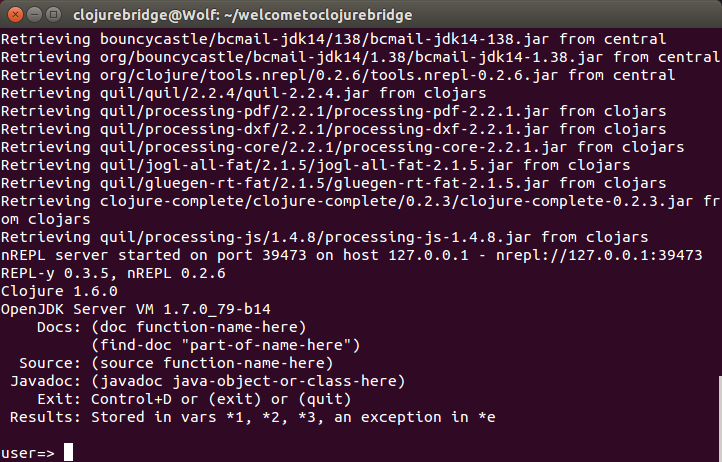 clojurebridge@Wolf: ~/welcometoclojurebridge
Retrieving bouncycastle/bcmail-jdk14/138/bcmail-jdk14-138.jar from central
Retrieving org/bouncycastle/bcmail-jdk14/1.38/bcmail-jdk14-1.38.jar from central
Retrieving org/clojure/tools.nrepl/0.2.6/tools.nrepl-0.2.6.jar from central
Retrieving quil/quil/2.2.4/quil-2.2.4.jar from clojars
Retrieving quil/processing-pdf/2.2.1/processing-pdf-2.2.1.jar from clojars
Retrieving quil/processing-dxf/2.2.1/processing-dxf-2.2.1.jar from clojars
Retrieving quil/processing-core/2.2.1/processing-core-2.2.1.jar from clojars
Retrieving quil/jogl-all-fat/2.1.5/jogl-all-fat-2.1.5.jar from clojars
Retrieving quil/gluegen-rt-fat/2.1.5/gluegen-rt-fat-2.1.5.jar from clojars
Retrieving clojure-complete/clojure-complete/0.2.3/clojure-complete-0.2.3.jar fr
om clojars
Retrieving quil/processing-js/1.4.8/processing-js-1.4.8.jar from clojars
nREPL server started on port 39473 on host 127.0.0.1 - nrepl://127.0.0.1:39473
REPL-y 0.3.5, nREPL 0.2.6
Clojure 1.6.0
OpenJDK Server VM 1.7.0_79-b14
    Docs: (doc function-name-here)
          (find-doc "part-of-name-here")
  Source: (source function-name-here)
 Javadoc: (javadoc java-object-or-class-here)
    Exit: Control+D or (exit) or (quit)
 Results: Stored in vars *1, *2, *3, an exception in *e
user=>